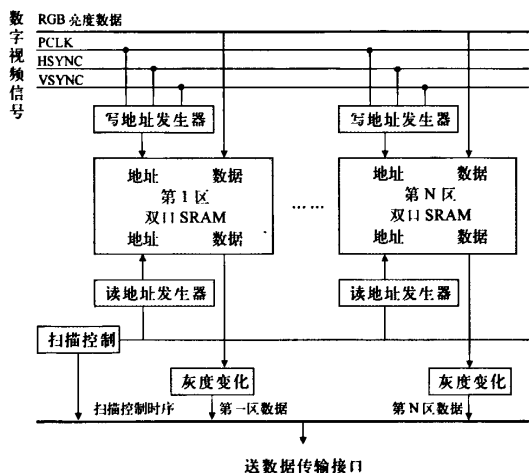 数字视频信号
RGB 亮度数据
PCLK
HSYNC
VSYNC
写地址发生器
写地址发生器
地址 数据
第 1 区
双口 SRAM
地址 数据
……
地址 数据
第 N 区
双口 SRAM
地址 数据
读地址发生器
读地址发生器
扫描控制
灰度变化
灰度变化
扫描控制时序
第一区数据
第 N 区数据
送数据传输接口